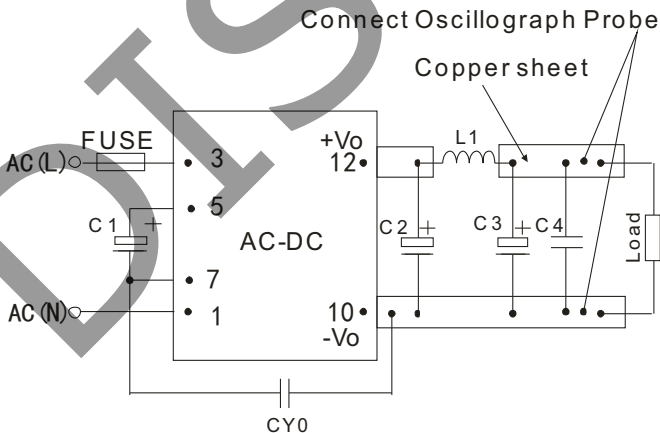 Connect Oscillograph Probe
Copper sheet
FUSE
AC(L)
3
+Vo
12
L1
5
C1
+
AC-DC
C2
+
C3
+
C4
Load
7
AC(N)
1
10
-Vo
CY0
DIS